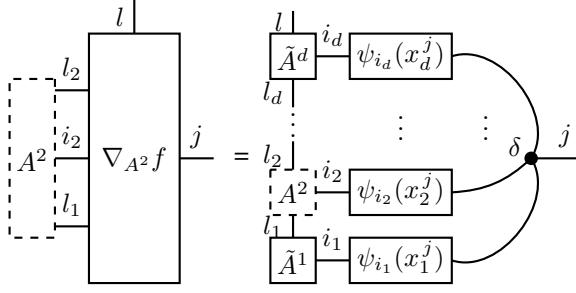 l
l_2
A^2
i_2
∇_{A^2} f
j
l_1
=
l
Ã^d
i_d
ψ_{i_d}(x_d^j)
l_d
⋮
⋮
⋮
l_2
A^2
i_2
ψ_{i_2}(x_2^j)
δ
j
l_1
Ã^1
i_1
ψ_{i_1}(x_1^j)